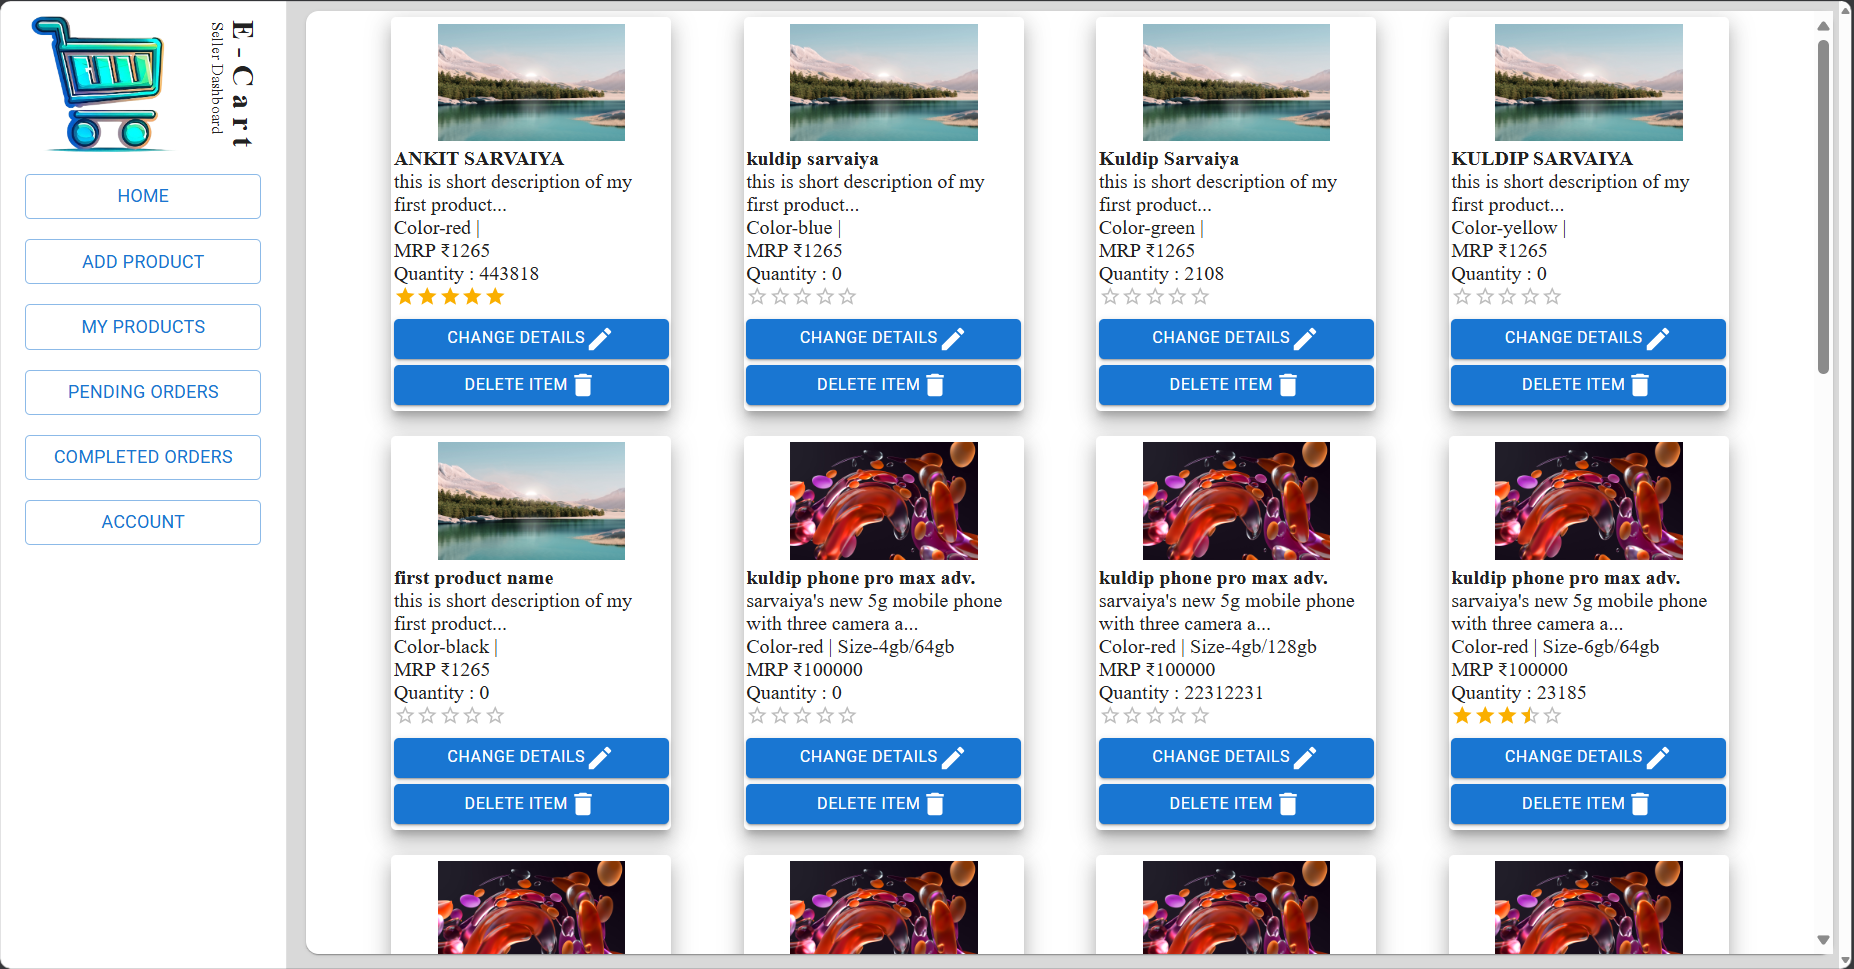 E-Cart
Seller Dashboard
HOME
ADD PRODUCT
MY PRODUCTS
PENDING ORDERS
COMPLETED ORDERS
ACCOUNT
ANKIT SARVAIYA
this is short description of my
first product...
Color-red |
MRP ₹1265
Quantity : 443818
CHANGE DETAILS
DELETE ITEM
kuldip sarvaiya
this is short description of my
first product...
Color-blue |
MRP ₹1265
Quantity : 0
CHANGE DETAILS
DELETE ITEM
Kuldip Sarvaiya
this is short description of my
first product...
Color-green |
MRP ₹1265
Quantity : 2108
CHANGE DETAILS
DELETE ITEM
KULDIP SARVAIYA
this is short description of my
first product...
Color-yellow |
MRP ₹1265
Quantity : 0
CHANGE DETAILS
DELETE ITEM
first product name
this is short description of my
first product...
Color-black |
MRP ₹1265
Quantity : 0
CHANGE DETAILS
DELETE ITEM
kuldip phone pro max adv.
sarvaiya's new 5g mobile phone
with three camera a...
Color-red | Size-4gb/64gb
MRP ₹100000
Quantity : 0
CHANGE DETAILS
DELETE ITEM
kuldip phone pro max adv.
sarvaiya's new 5g mobile phone
with three camera a...
Color-red | Size-4gb/128gb
MRP ₹100000
Quantity : 22312231
CHANGE DETAILS
DELETE ITEM
kuldip phone pro max adv.
sarvaiya's new 5g mobile phone
with three camera a...
Color-red | Size-6gb/64gb
MRP ₹100000
Quantity : 23185
CHANGE DETAILS
DELETE ITEM